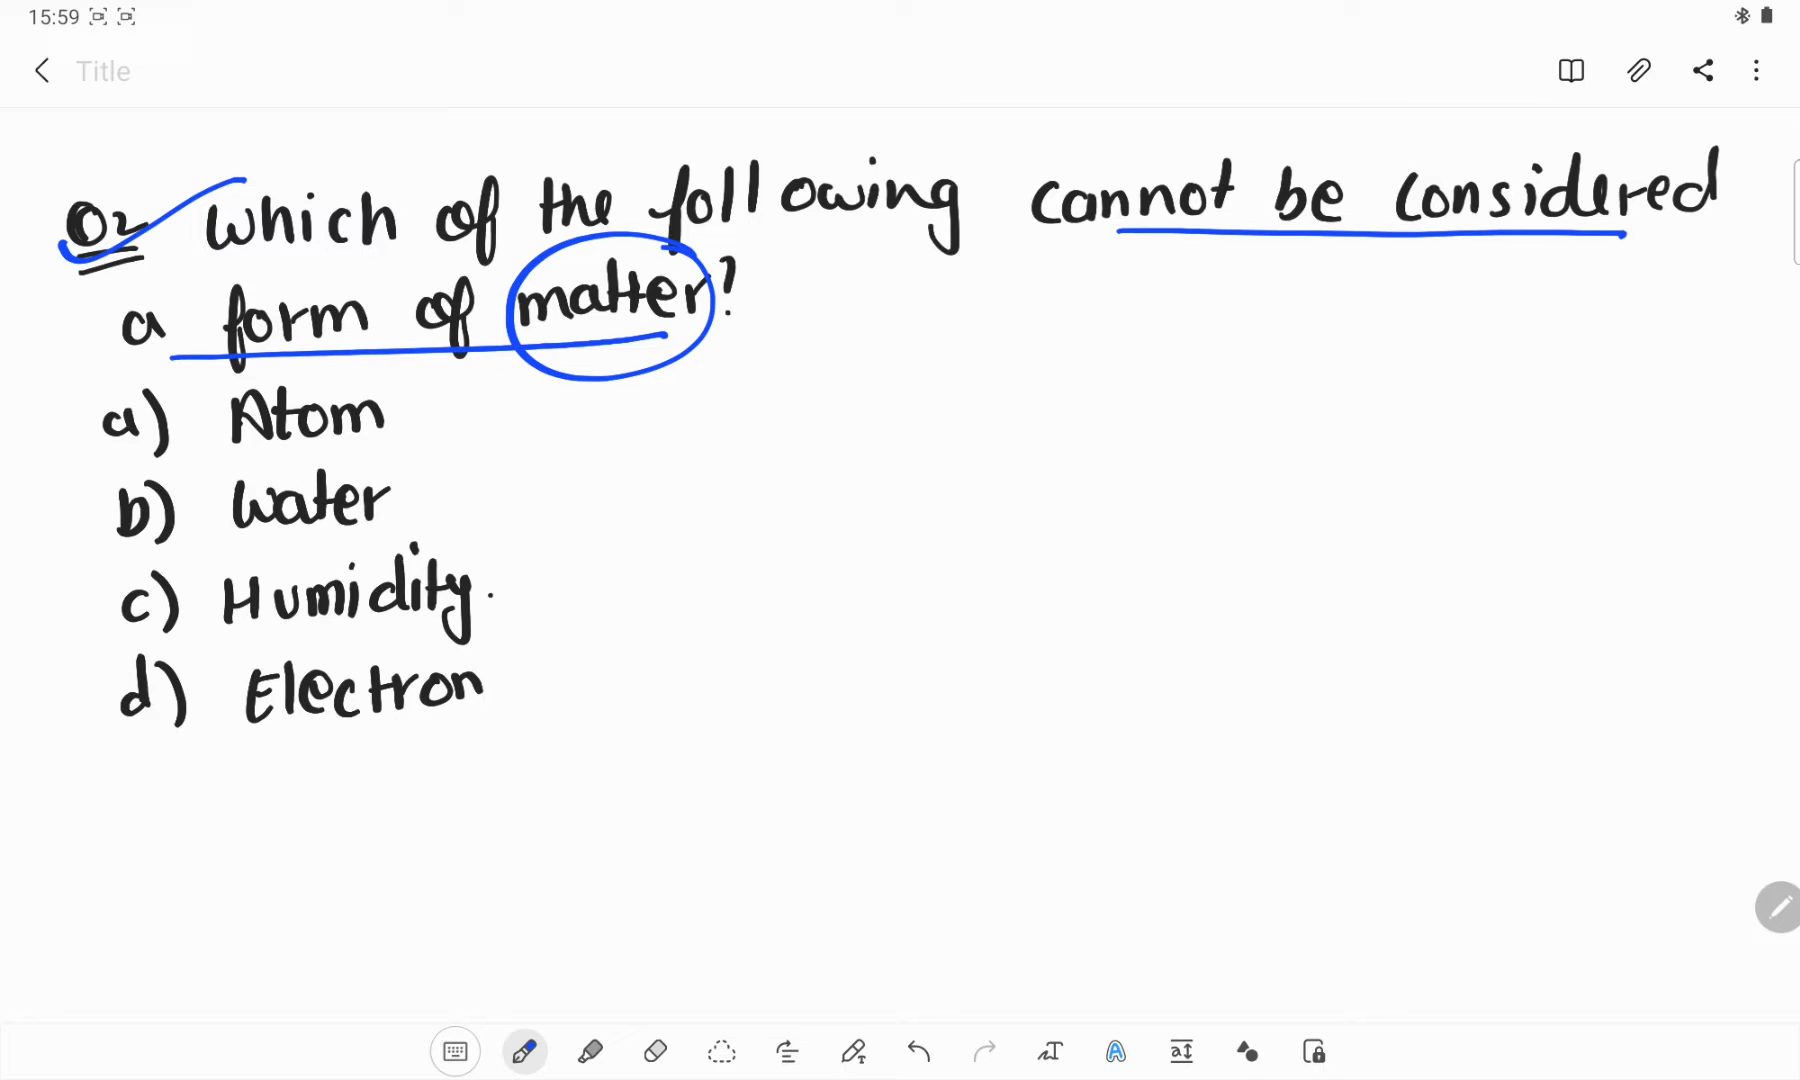 15:59
Title
Q2 which of the following cannot be considered
a form of matter?
a) Atom
b) Water
c) Humidity.
d) Electron